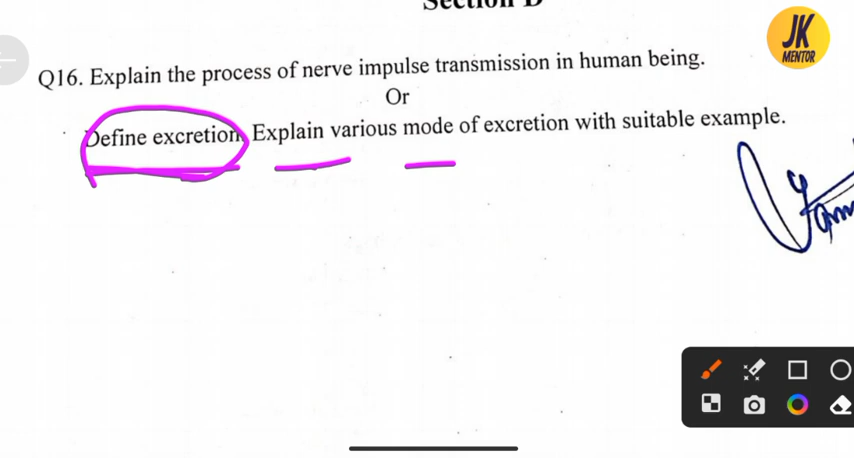 Section D
JK
MENTOR
Q16. Explain the process of nerve impulse transmission in human being.
Or
Define excretion, Explain various mode of excretion with suitable example.